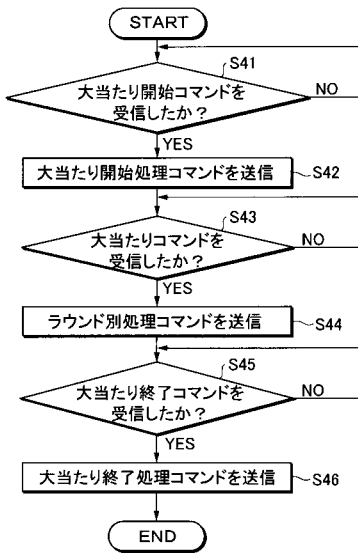 START
S41
大当たり開始コマンドを
受信したか？
NO
YES
大当たり開始処理コマンドを送信
S42
S43
大当たりコマンドを
受信したか？
NO
YES
ラウンド別処理コマンドを送信
S44
S45
大当たり終了コマンドを
受信したか？
NO
YES
大当たり終了処理コマンドを送信
S46
END